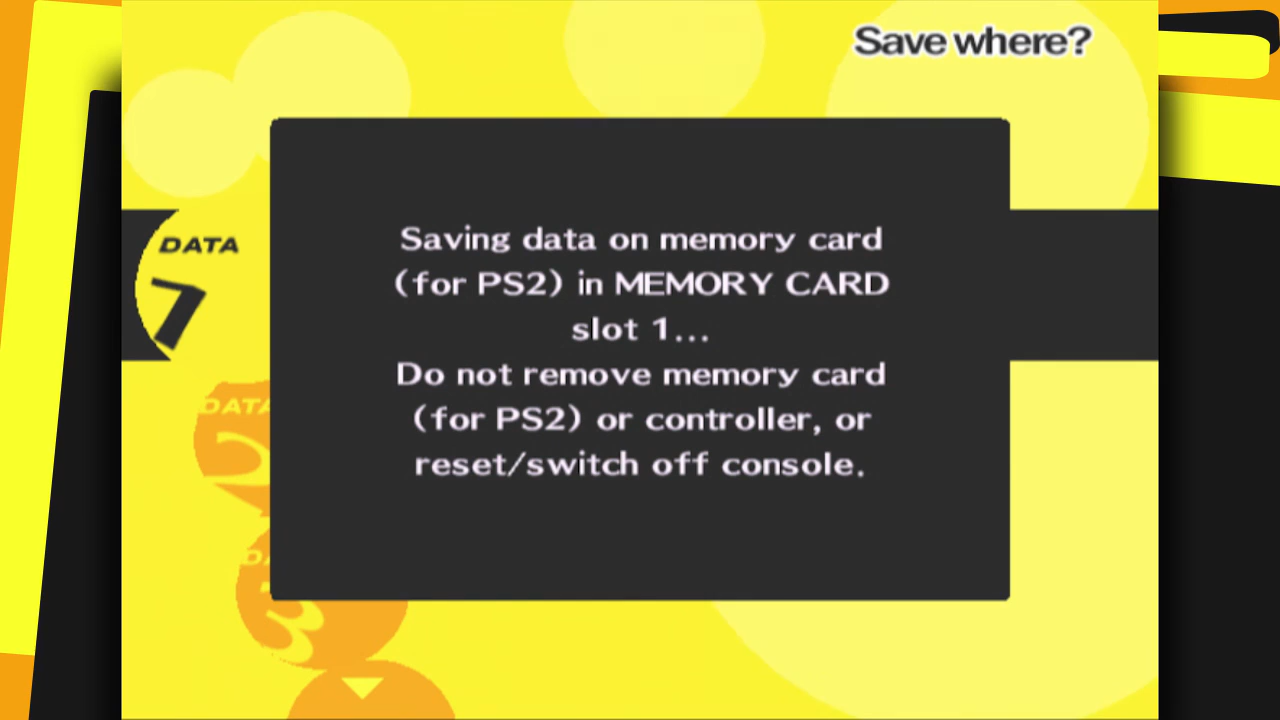 Save where?
DATA
1
Saving data on memory card
(for PS2) in MEMORY CARD
slot 1...
Do not remove memory card
(for PS2) or controller, or
reset/switch off console.
DATA
2
DA
3